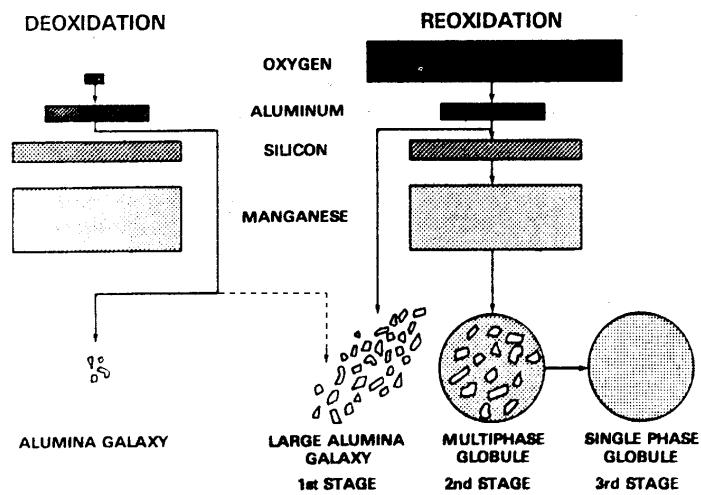 DEOXIDATION
REOXIDATION
OXYGEN
ALUMINUM
SILICON
MANGANESE
ALUMINA GALAXY
LARGE ALUMINA
GALAXY
1st STAGE
MULTIPHASE
GLOBULE
2nd STAGE
SINGLE PHASE
GLOBULE
3rd STAGE